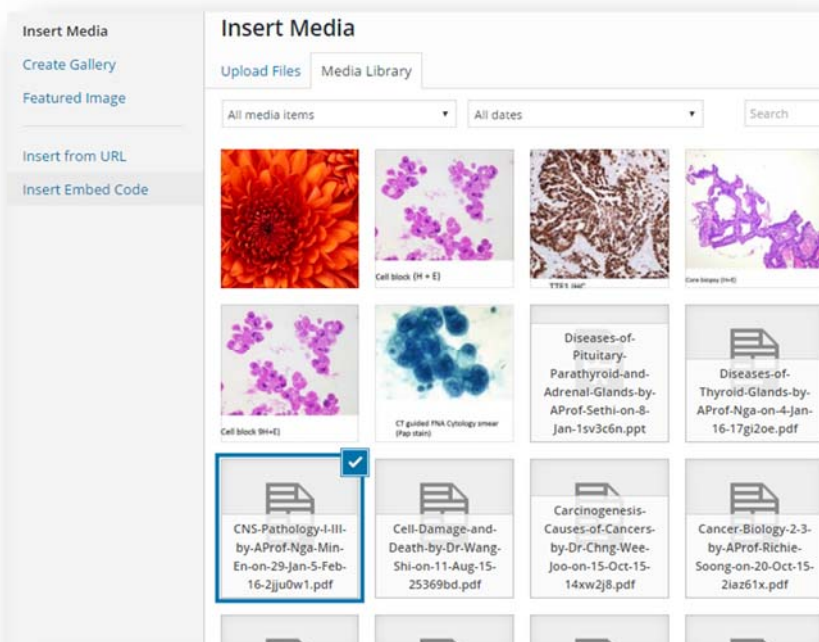 Insert Media
Create Gallery
Featured Image
Insert from URL
Insert Embed Code
Insert Media
Upload Files
Media Library
All media items
All dates
Search
Cell block (H + E)
TTF1 IHC
Core biopsy (H+E)
Cell block 9H+E)
CT guided FNA Cytology smear
(Pap stain)
Diseases-of-
Pituitary-
Parathyroid-and-
Adrenal-Glands-by-
AProf-Sethi-on-8-
Jan-1sv3c6n.ppt
Diseases-of-
Thyroid-Glands-by-
AProf-Nga-on-4-Jan-
16-17gi2oe.pdf
CNS-Pathology-I-III-
by-AProf-Nga-Min-
En-on-29-Jan-5-Feb-
16-2jju0w1.pdf
Cell-Damage-and-
Death-by-Dr-Wang-
Shi-on-11-Aug-15-
25369bd.pdf
Carcinogenesis-
Causes-of-Cancers-
by-Dr-Chng-Wee-
Joo-on-15-Oct-15-
14xw2j8.pdf
Cancer-Biology-2-3-
by-AProf-Richie-
Soong-on-20-Oct-15-
2iaz61x.pdf